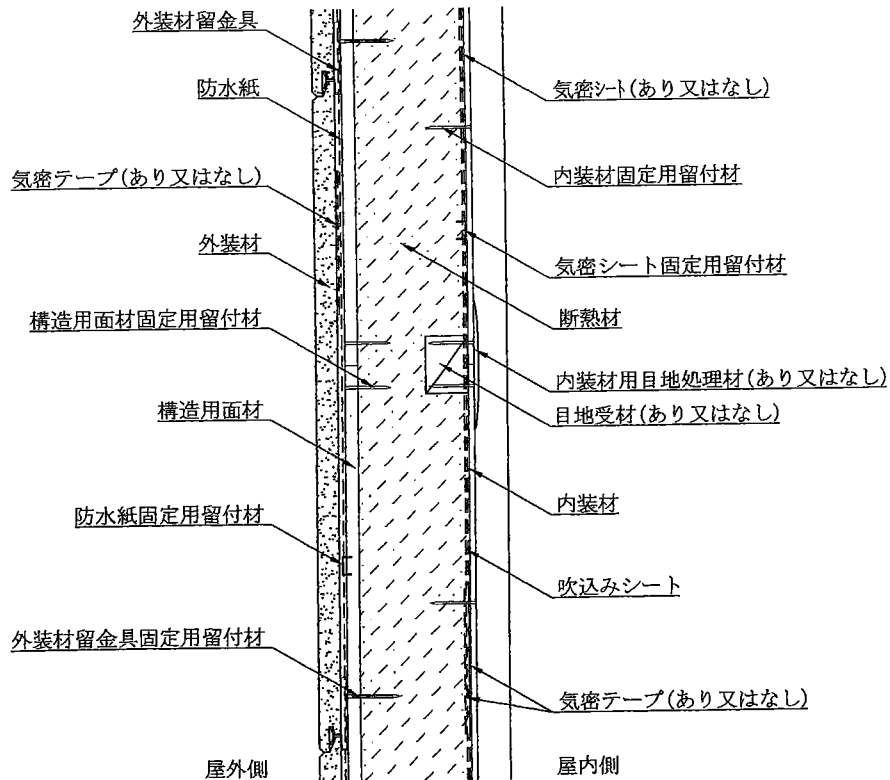 外装材留金具
防水紙
気密テープ(あり又はなし)
外装材
構造用面材固定用留付材
構造用面材
防水紙固定用留付材
外装材留金具固定用留付材
屋外側
気密シート(あり又はなし)
内装材固定用留付材
気密シート固定用留付材
断熱材
内装材用目地処理材(あり又はなし)
目地受材(あり又はなし)
内装材
吹込みシート
気密テープ(あり又はなし)
屋内側